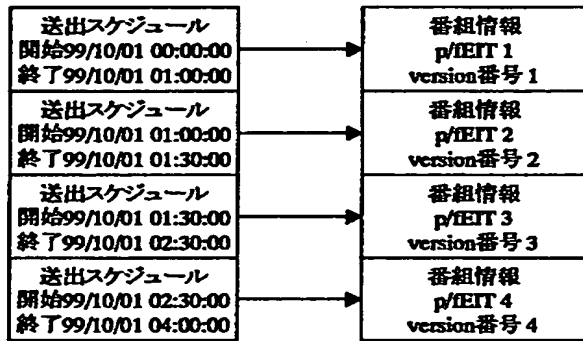 送出スケジュール
開始99/10/01 00:00:00
終了99/10/01 01:00:00
番組情報
p/fEIT 1
version番号 1
送出スケジュール
開始99/10/01 01:00:00
終了99/10/01 01:30:00
番組情報
p/fEIT 2
version番号 2
送出スケジュール
開始99/10/01 01:30:00
終了99/10/01 02:30:00
番組情報
p/fEIT 3
version番号 3
送出スケジュール
開始99/10/01 02:30:00
終了99/10/01 04:00:00
番組情報
p/fEIT 4
version番号 4